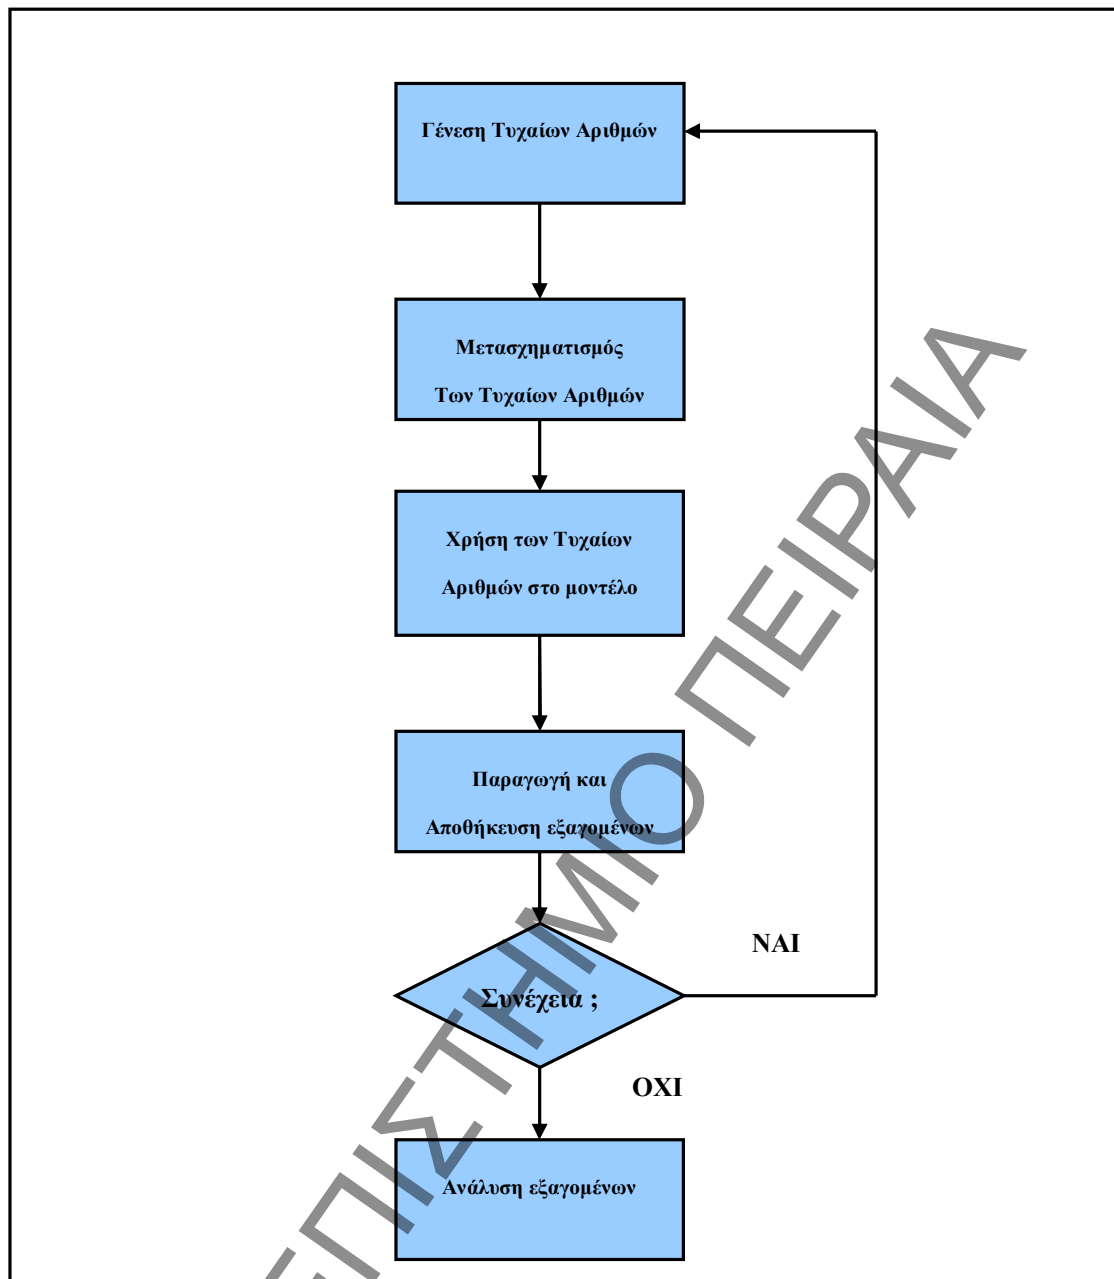 Γένεση Τυχαίων Αριθμών
Μετασχηματισμός
Των Τυχαίων Αριθμών
Χρήση των Τυχαίων
Αριθμών στο μοντέλο
Παραγωγή και
Αποθήκευση εξαγομένων
ΝΑΙ
Συνέχεια ;
ΟΧΙ
Ανάλυση εξαγομένων
ΕΠΙΣΤΗΜΙΟ ΠΕΙΡΑΙΑ